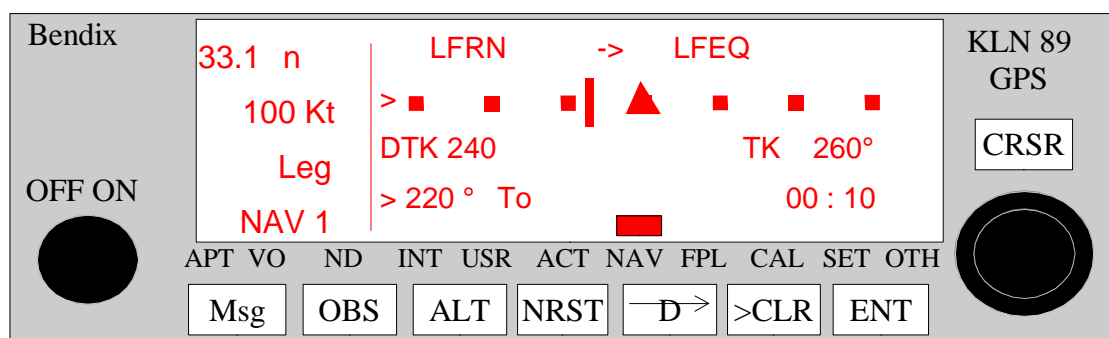 Bendix
KLN 89
GPS
33.1 n
LFRN -> LFEQ
100 Kt
>
DTK 240 TK 260°
CRSR
Leg
OFF ON
> 220 ° To 00 : 10
NAV 1
APT VO ND INT USR ACT NAV FPL CAL SET OTH
Msg OBS ALT NRST D >CLR ENT